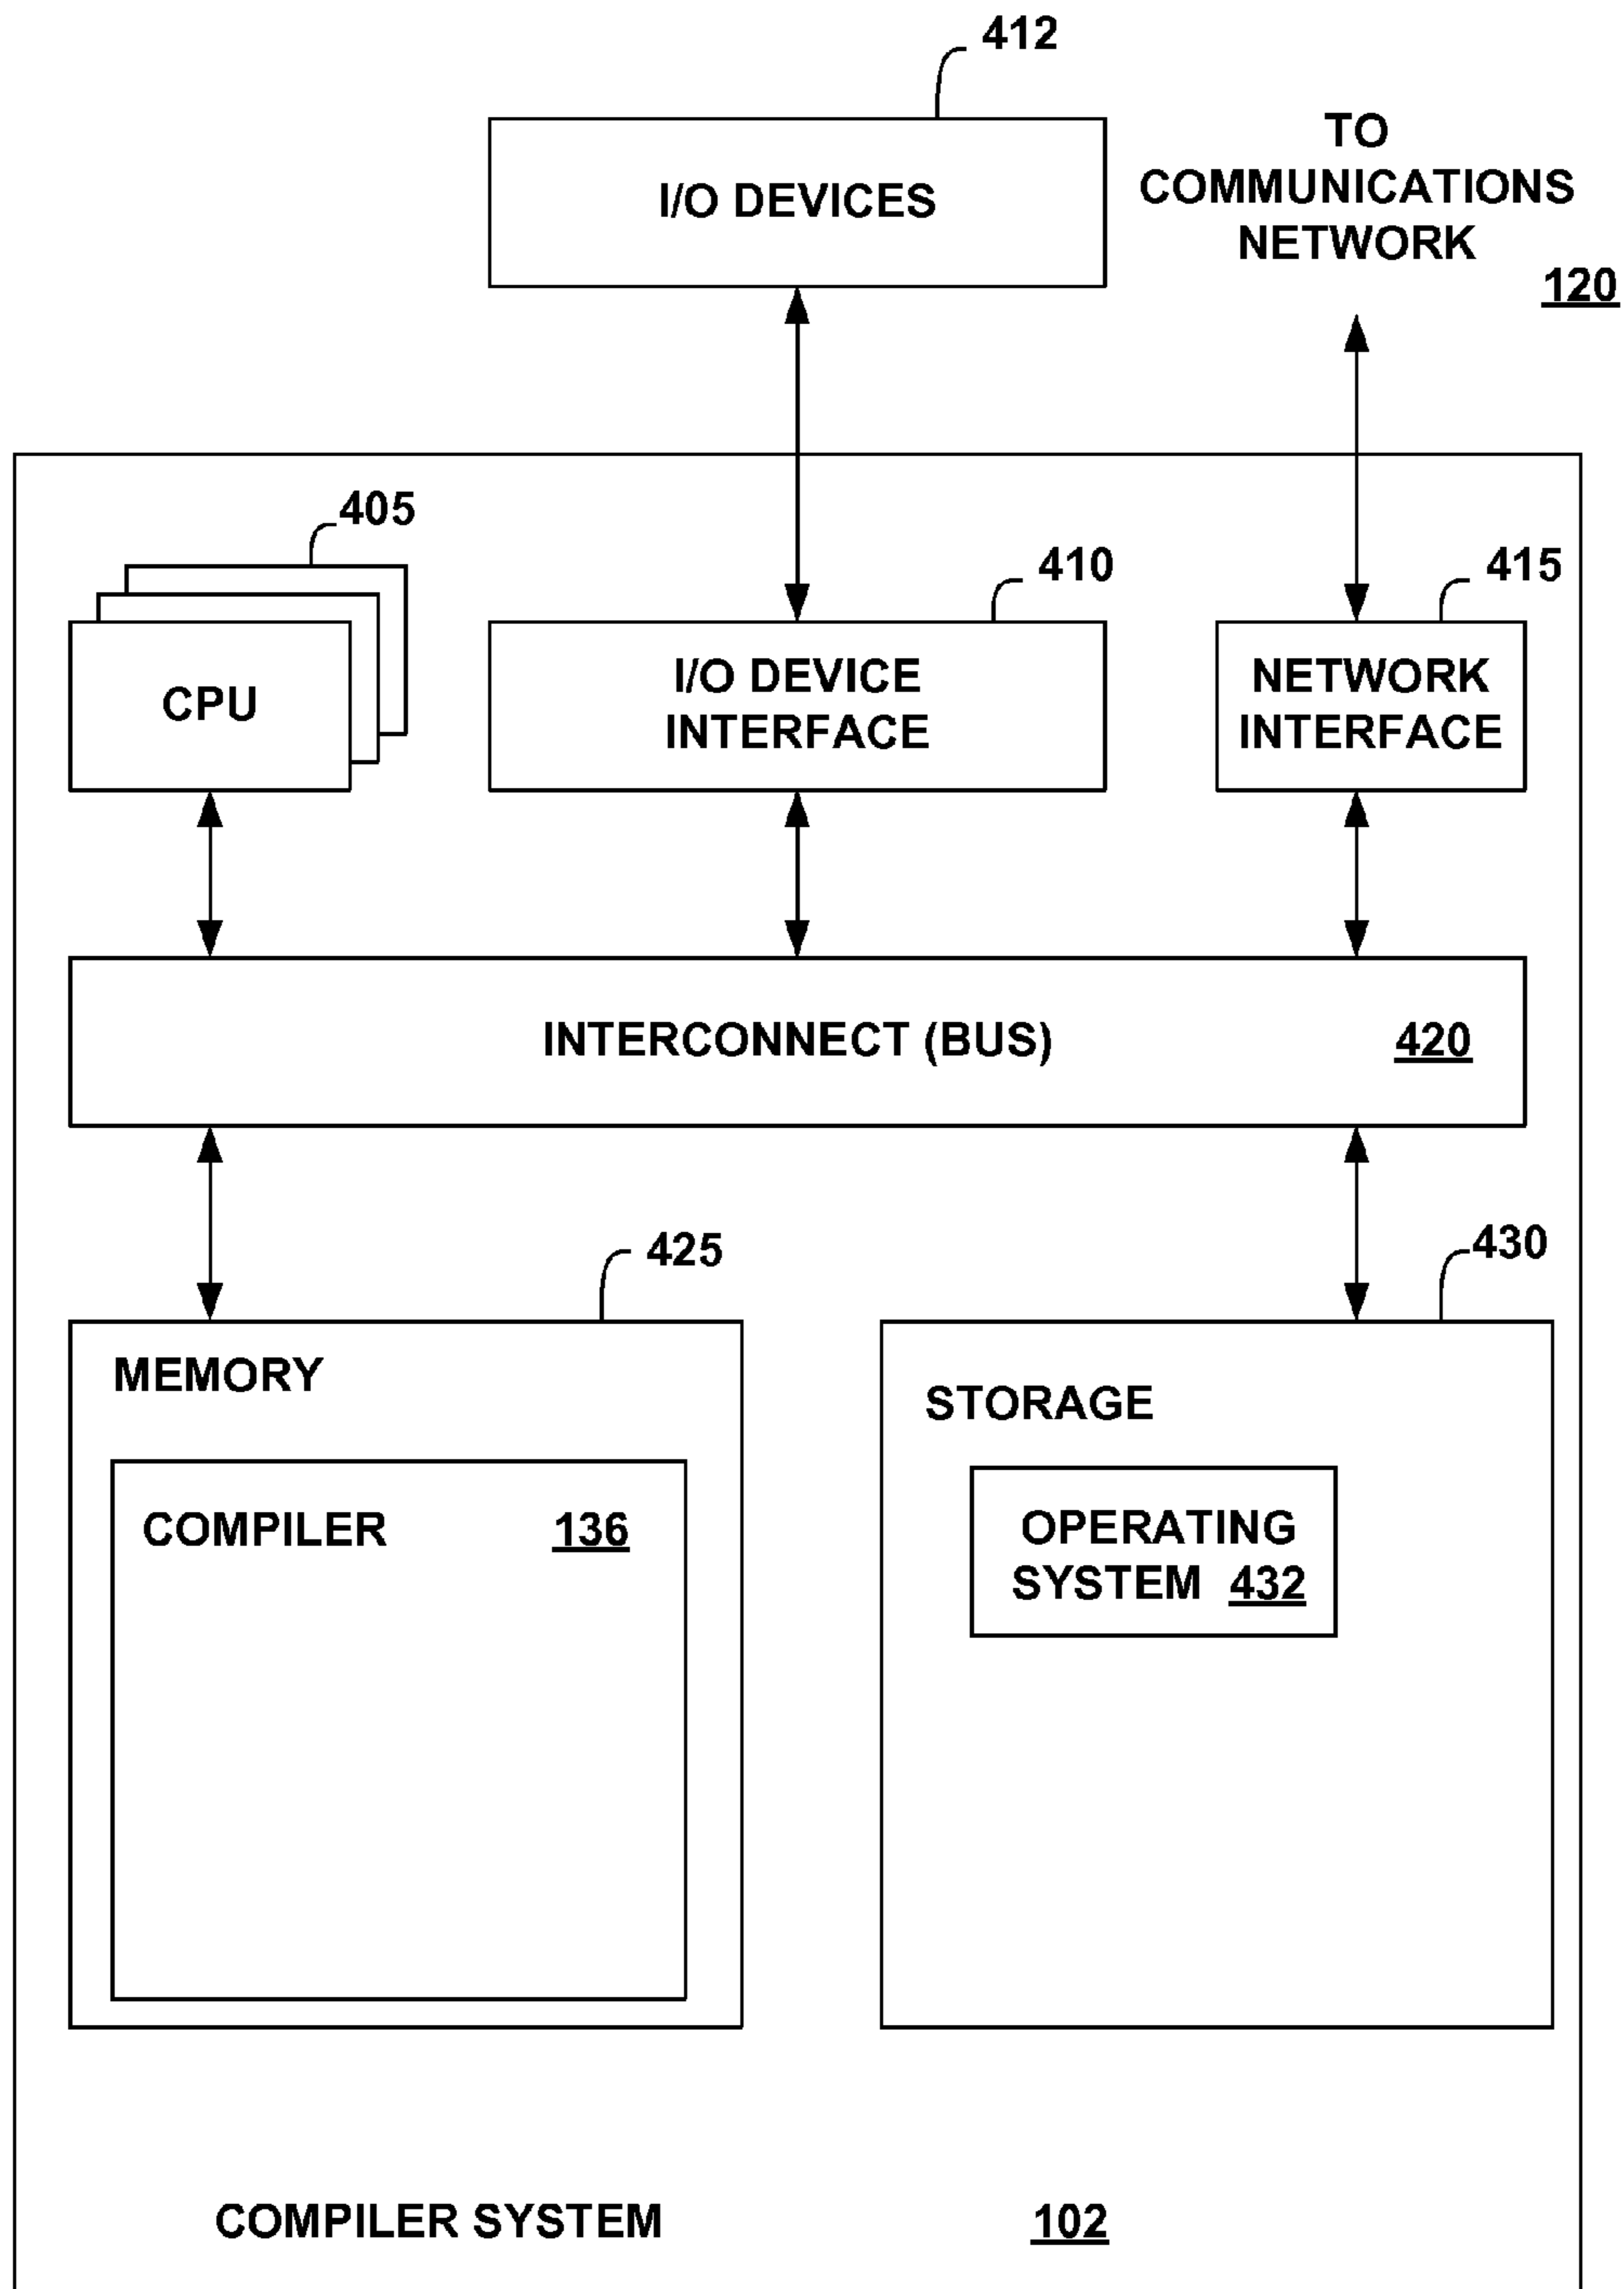 412
I/O DEVICES
TO
COMMUNICATIONS
NETWORK
120
405
410
415
CPU
I/O DEVICE
INTERFACE
NETWORK
INTERFACE
INTERCONNECT (BUS) 420
425
430
MEMORY
STORAGE
COMPILER 136
OPERATING
SYSTEM 432
COMPILER SYSTEM 102